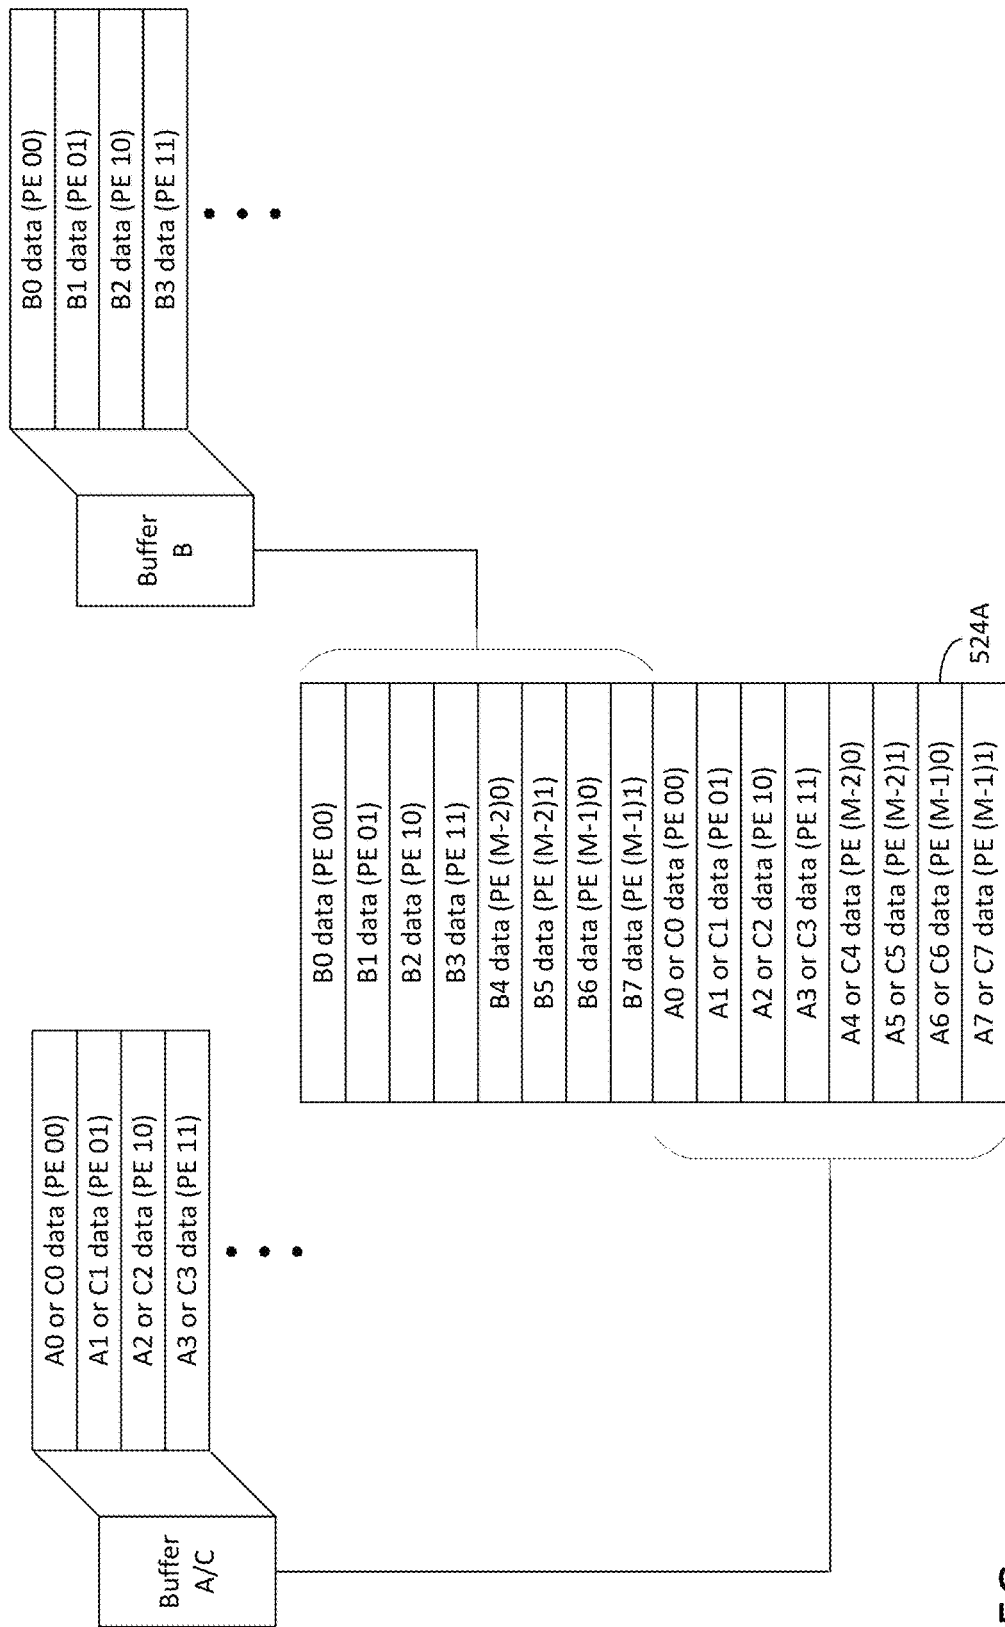 Buffer
A/C
A0 or C0 data (PE 00)
A1 or C1 data (PE 01)
A2 or C2 data (PE 10)
A3 or C3 data (PE 11)
B0 data (PE 00)
B1 data (PE 01)
B2 data (PE 10)
B3 data (PE 11)
B4 data (PE (M-2)0)
B5 data (PE (M-2)1)
B6 data (PE (M-1)0)
B7 data (PE (M-1)1)
A0 or C0 data (PE 00)
A1 or C1 data (PE 01)
A2 or C2 data (PE 10)
A3 or C3 data (PE 11)
A4 or C4 data (PE (M-2)0)
A5 or C5 data (PE (M-2)1)
A6 or C6 data (PE (M-1)0)
A7 or C7 data (PE (M-1)1)
524A
Buffer
B
B0 data (PE 00)
B1 data (PE 01)
B2 data (PE 10)
B3 data (PE 11)